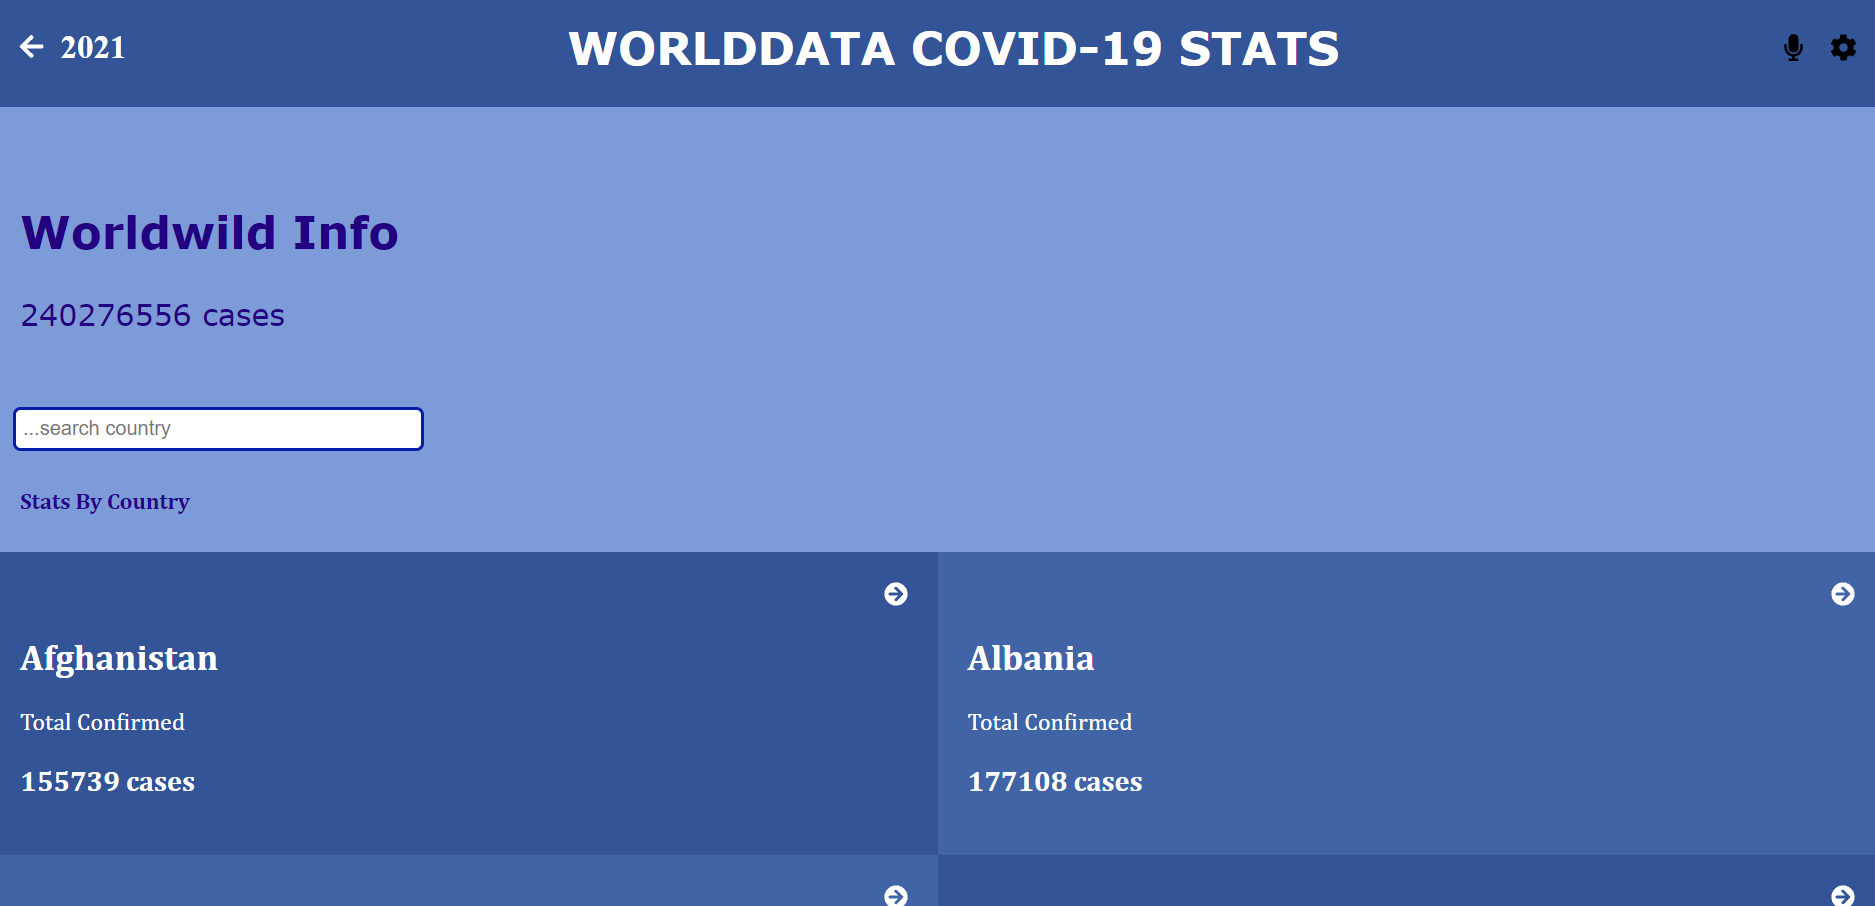 2021
WORLDDATA COVID-19 STATS
Worldwild Info
240276556 cases
...search country
Stats By Country
Afghanistan
Total Confirmed
155739 cases
Albania
Total Confirmed
177108 cases